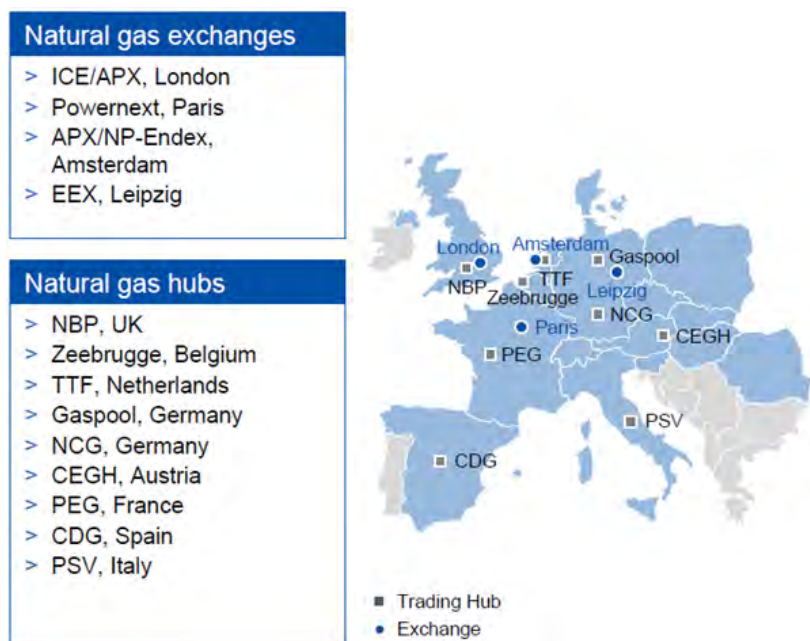 Natural gas exchanges
> ICE/APX, London
> Powernext, Paris
> APX/NP-Endex,
Amsterdam
> EEX, Leipzig
Natural gas hubs
> NBP, UK
> Zeebrugge, Belgium
> TTF, Netherlands
> Gaspool, Germany
> NCG, Germany
> CEGH, Austria
> PEG, France
> CDG, Spain
> PSV, Italy
London
Amsterdam
Gaspool
NBP
TTF
Zeebrugge
Leipzig
NCG
Paris
CEGH
PEG
PSV
CDG
Trading Hub
Exchange